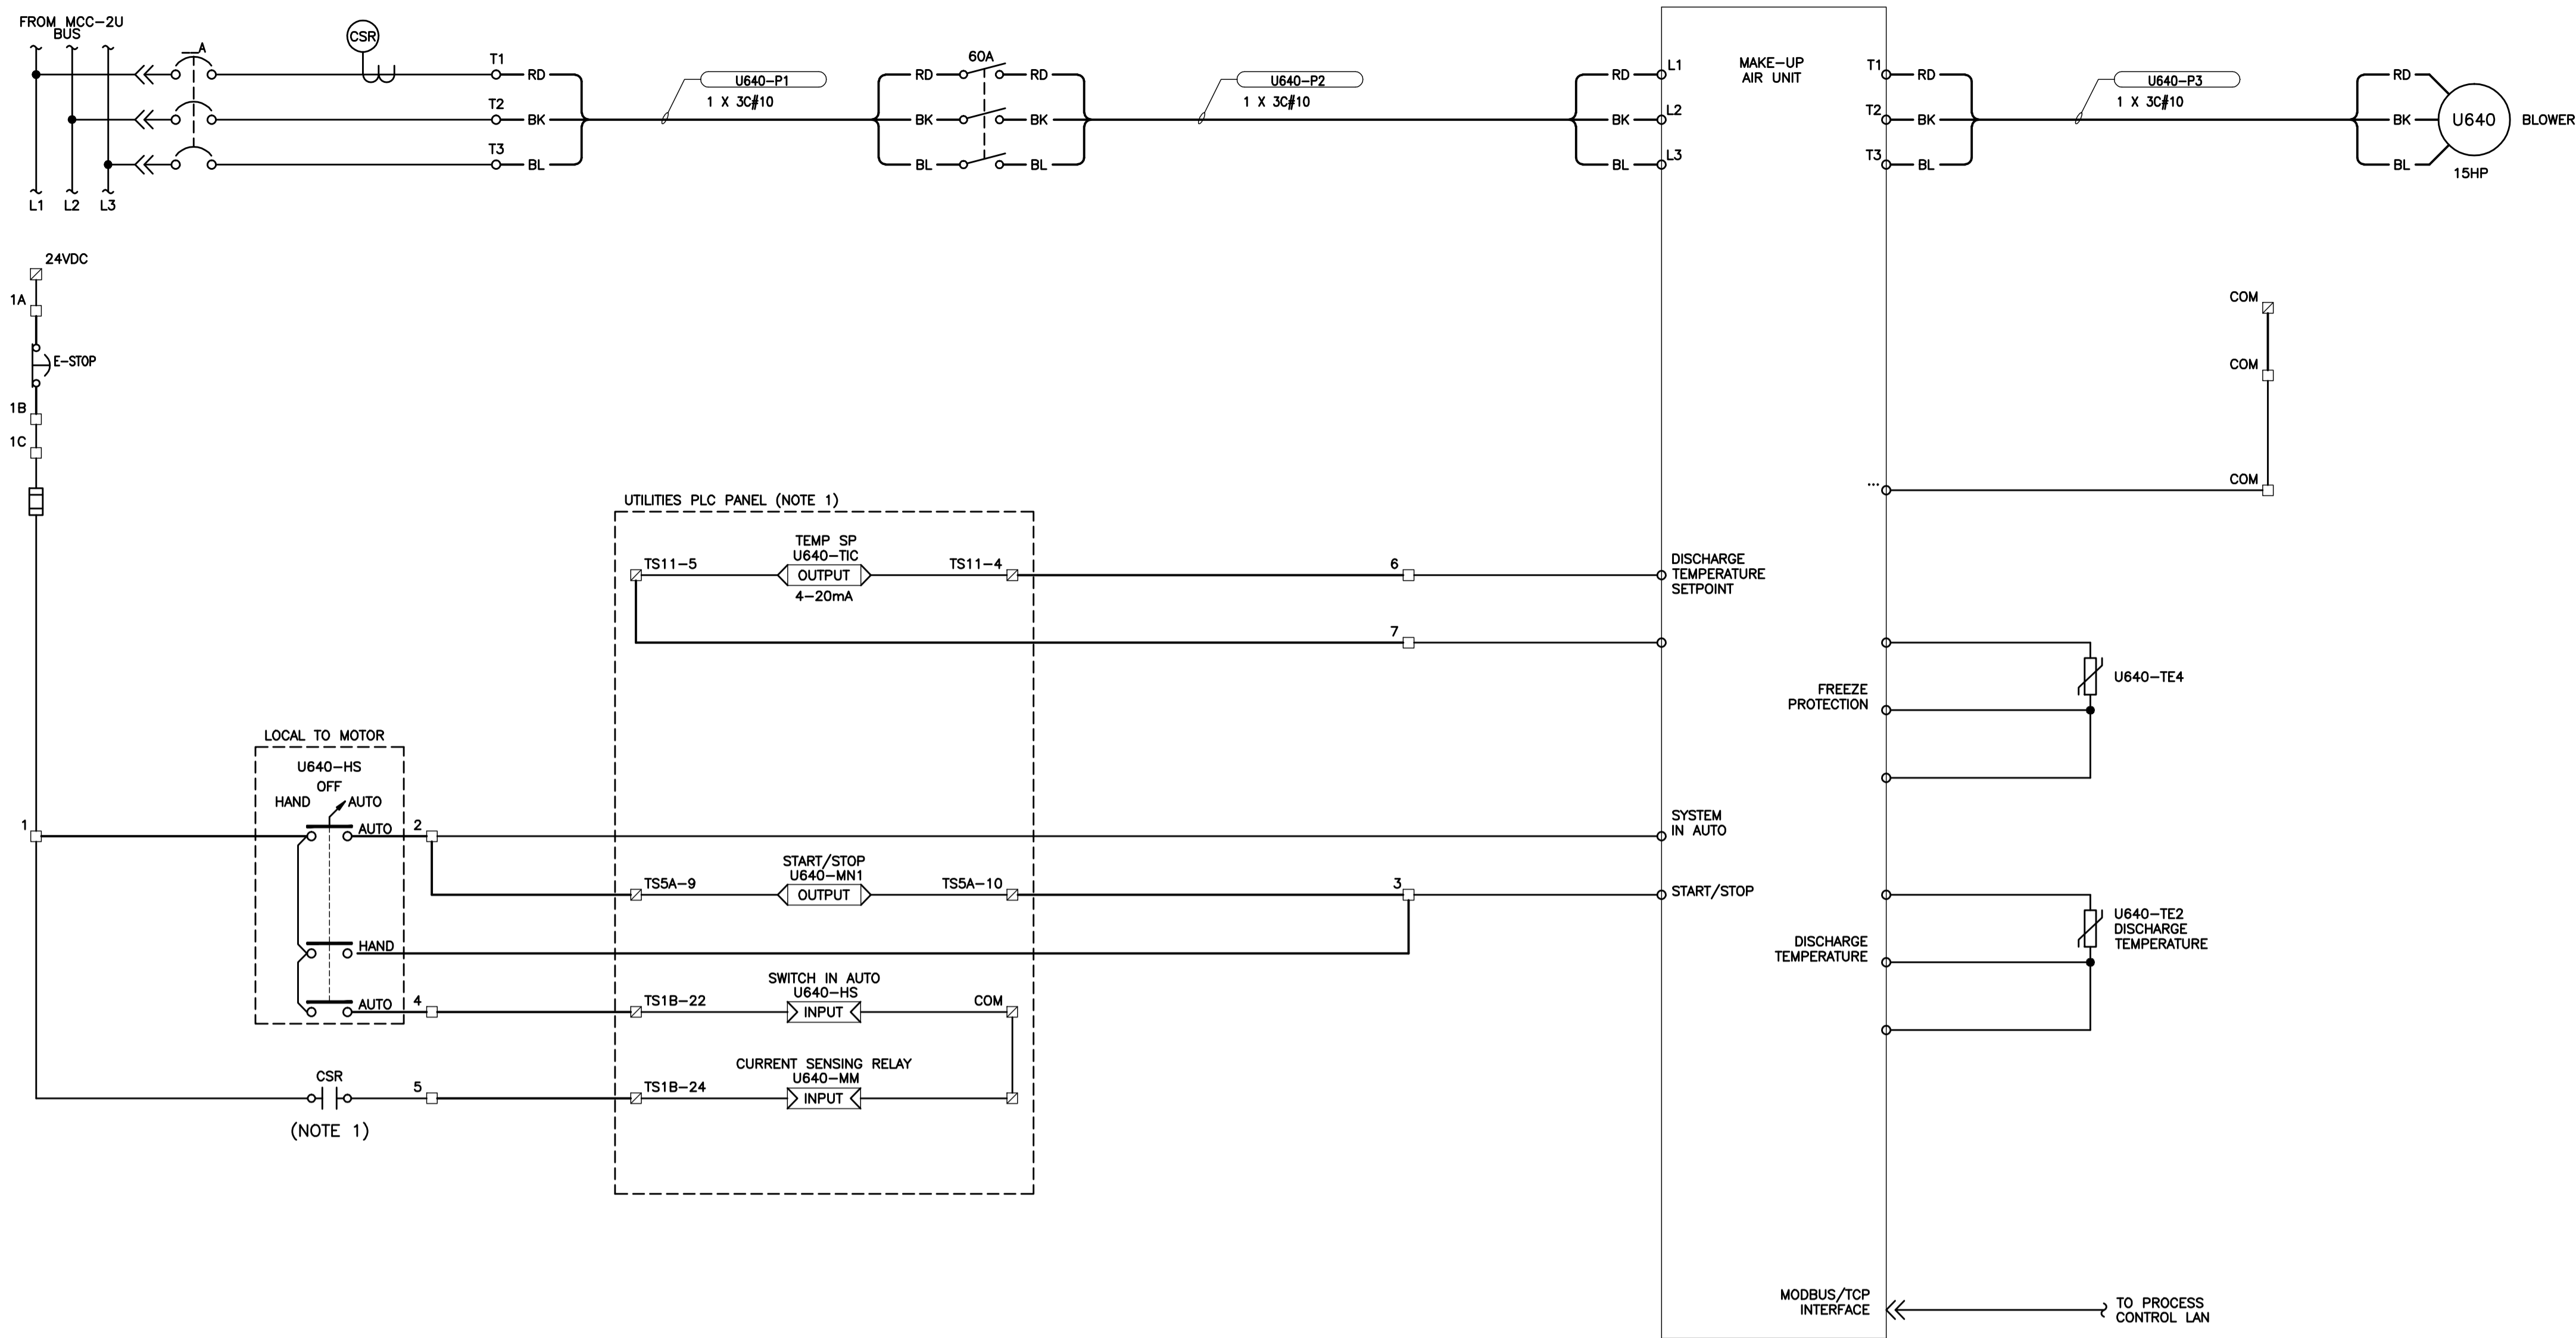 FROM MCC-2U
BUS
__A
CSR
T1
RD
T2
BK
T3
BL
L1
L2
L3
U640-P1
1 X 3C#10
60A
RD
RD
BK
BK
BL
BL
U640-P2
1 X 3C#10
RD
L1
BK
L2
BL
L3
MAKE-UP
AIR UNIT
T1
RD
T2
BK
T3
BL
U640-P3
1 X 3C#10
RD
BK
BL
U640
BLOWER
15HP
24VDC
1A
E-STOP
1B
1C
COM
COM
COM
...
UTILITIES PLC PANEL (NOTE 1)
TEMP SP
U640-TIC
TS11-5
OUTPUT
TS11-4
4-20mA
6
7
DISCHARGE
TEMPERATURE
SETPOINT
FREEZE
PROTECTION
U640-TE4
LOCAL TO MOTOR
U640-HS
OFF
HAND
AUTO
1
AUTO
2
SYSTEM
IN AUTO
START/STOP
U640-MN1
TS5A-9
OUTPUT
TS5A-10
3
START/STOP
HAND
U640-TE2
DISCHARGE
TEMPERATURE
DISCHARGE
TEMPERATURE
SWITCH IN AUTO
U640-HS
AUTO
4
TS1B-22
INPUT
COM
CURRENT SENSING RELAY
U640-MM
CSR
5
TS1B-24
INPUT
(NOTE 1)
MODBUS/TCP
INTERFACE
TO PROCESS
CONTROL LAN